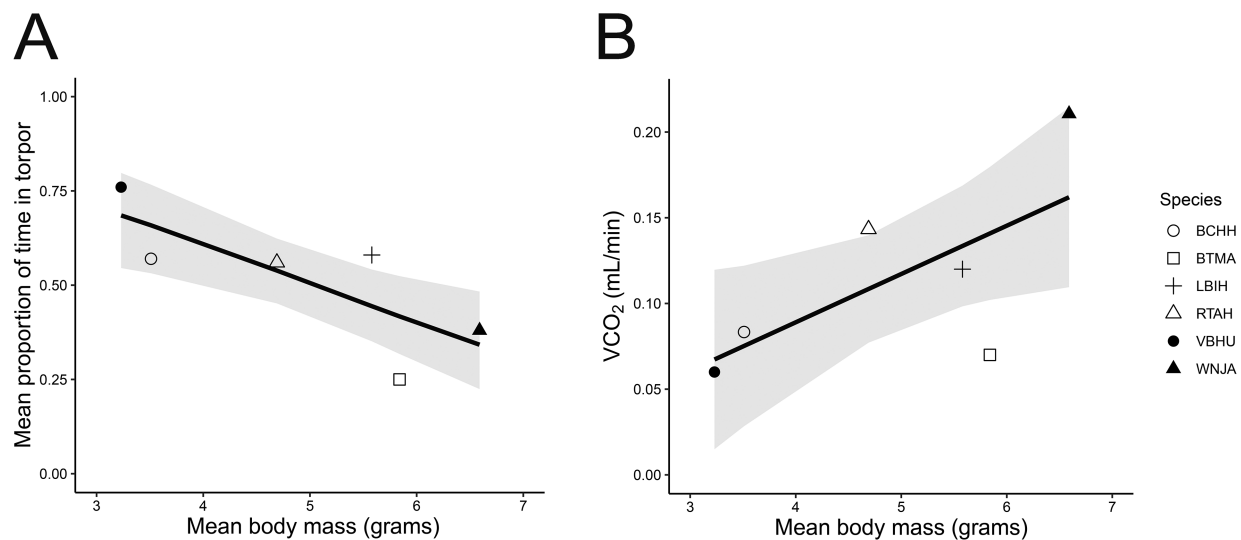 A
Mean proportion of time in torpor
1.00
0.75
0.50
0.25
0.00
3 4 5 6 7
Mean body mass (grams)
B
VCO2 (mL/min)
0.20
0.15
0.10
0.05
0.00
3 4 5 6 7
Mean body mass (grams)
Species
BCHH
BTMA
LBIH
RTAH
VBHU
WNJA